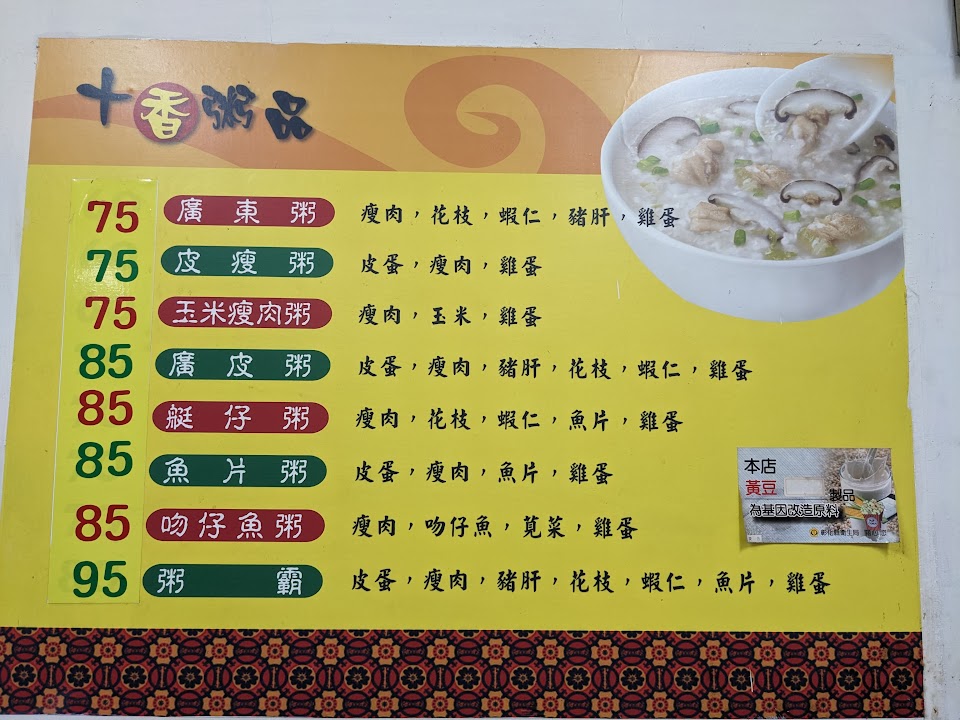 十香粥品
75 廣東粥 瘦肉，花枝，蝦仁，豬肝，雞蛋
75 皮瘦粥 皮蛋，瘦肉，雞蛋
75 玉米瘦肉粥 瘦肉，玉米，雞蛋
85 廣皮粥 皮蛋，瘦肉，豬肝，花枝，蝦仁，雞蛋
85 艇仔粥 瘦肉，花枝，蝦仁，魚片，雞蛋
85 魚片粥 皮蛋，瘦肉，魚片，雞蛋
85 吻仔魚粥 瘦肉，吻仔魚，莧菜，雞蛋
95 粥霸 皮蛋，瘦肉，豬肝，花枝，蝦仁，魚片，雞蛋
本店
黃豆 製品
為基因改造原料
彰化縣衛生局